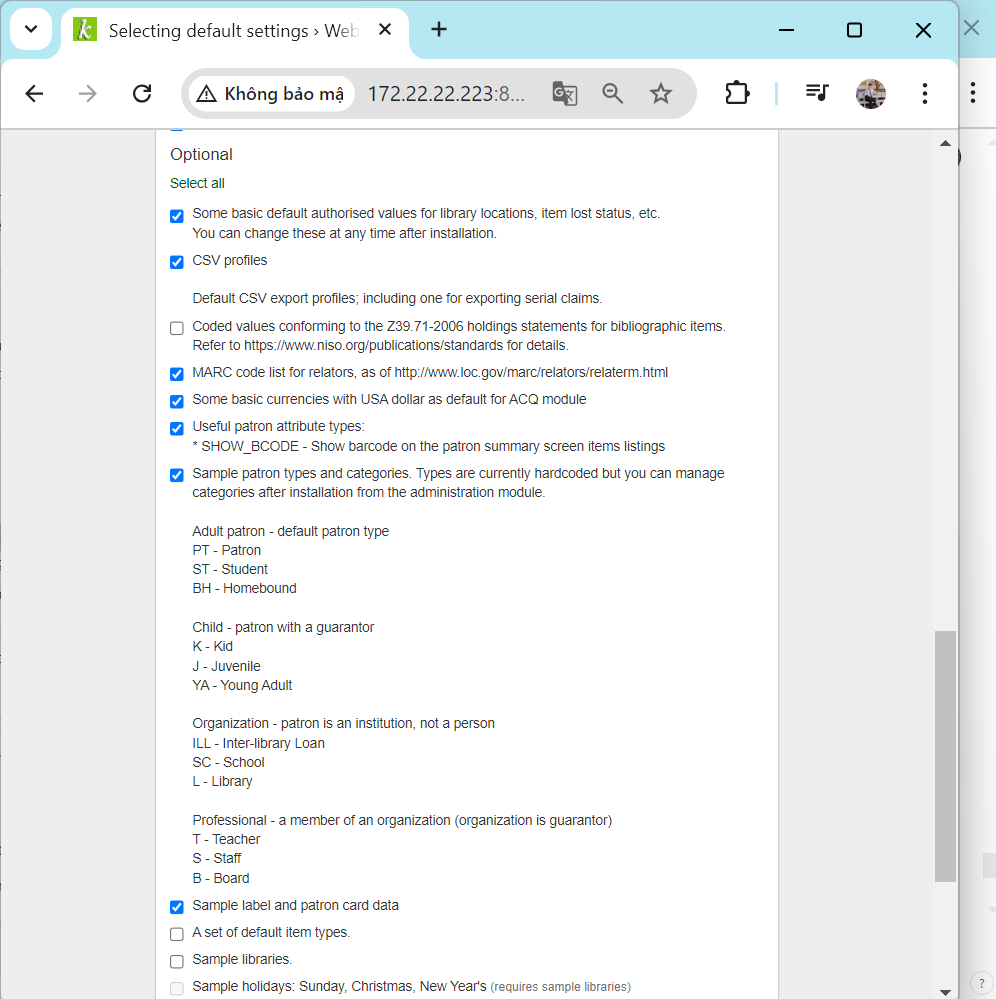 Selecting default settings › Web
Không bảo mậ
172.22.22.223:8...
Optional
Select all
Some basic default authorised values for library locations, item lost status, etc.
You can change these at any time after installation.
CSV profiles
Default CSV export profiles; including one for exporting serial claims.
Coded values conforming to the Z39.71-2006 holdings statements for bibliographic items.
Refer to https://www.niso.org/publications/standards for details.
MARC code list for relators, as of http://www.loc.gov/marc/relators/relaterm.html
Some basic currencies with USA dollar as default for ACQ module
Useful patron attribute types:
* SHOW_BCODE - Show barcode on the patron summary screen items listings
Sample patron types and categories. Types are currently hardcoded but you can manage
categories after installation from the administration module.
Adult patron - default patron type
PT - Patron
ST - Student
BH - Homebound
Child - patron with a guarantor
K - Kid
J - Juvenile
YA - Young Adult
Organization - patron is an institution, not a person
ILL - Inter-library Loan
SC - School
L - Library
Professional - a member of an organization (organization is guarantor)
T - Teacher
S - Staff
B - Board
Sample label and patron card data
A set of default item types.
Sample libraries.
Sample holidays: Sunday, Christmas, New Year's (requires sample libraries)
?